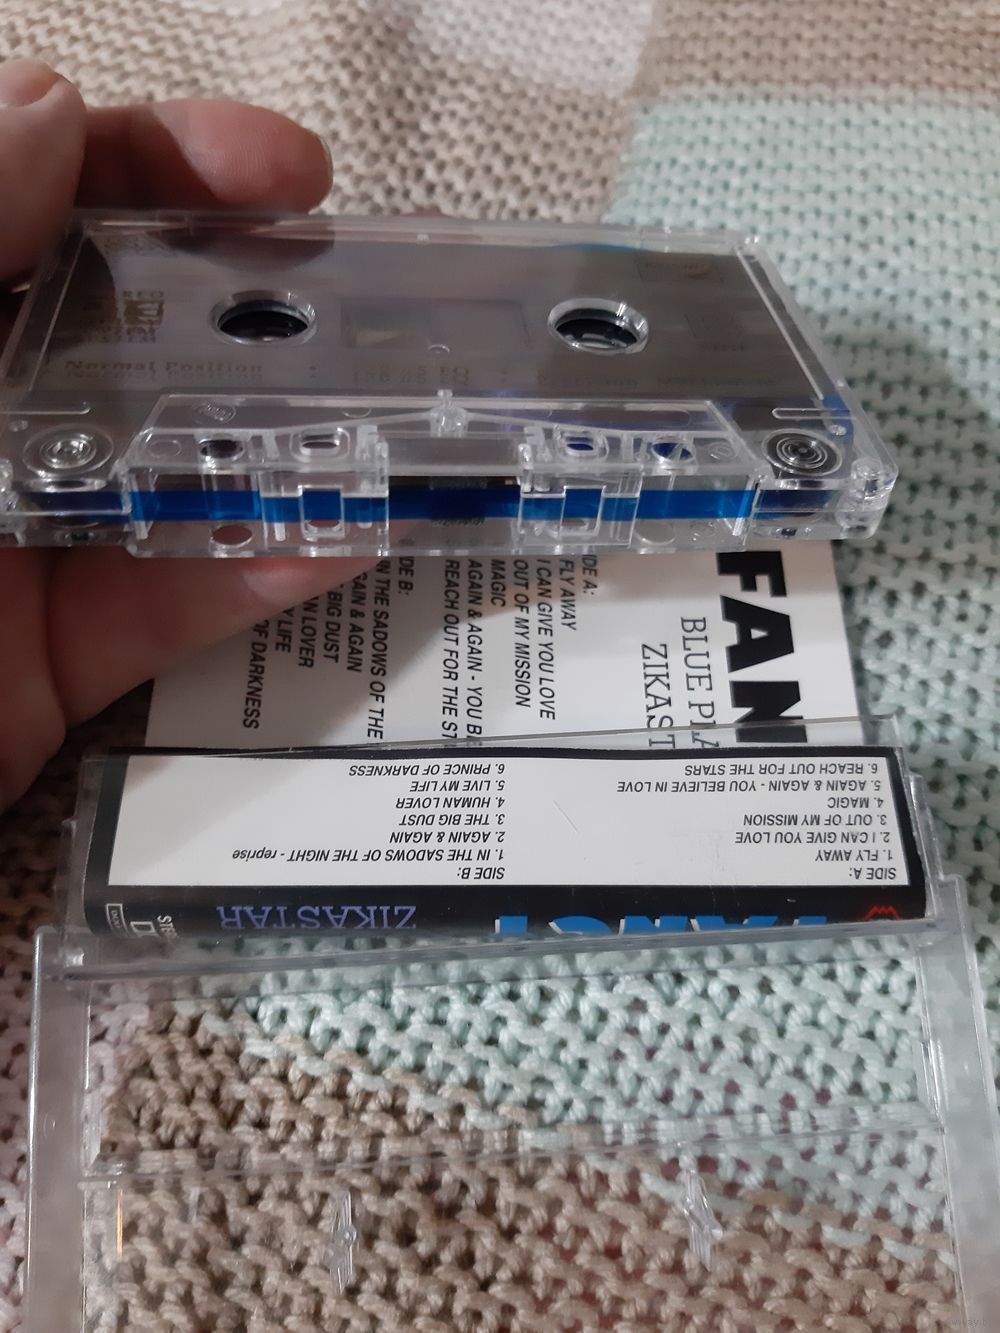 Normal Position
FAN
BLUE PLA
ZIKAST
IDE A:
FLY AWAY
I CAN GIVE YOU LOVE
OUT OF MY MISSION
MAGIC
AGAIN & AGAIN - YOU BE
REACH OUT FOR THE ST
DE B:
IN THE SADOWS OF THE
GAIN & AGAIN
BIG DUST
N LOVER
Y LIFE
OF DARKNESS
FANCY
ZIKASTAR
SIDE A:
1. FLY AWAY
2. I CAN GIVE YOU LOVE
3. OUT OF MY MISSION
4. MAGIC
5. AGAIN & AGAIN - YOU BELIEVE IN LOVE
6. REACH OUT FOR THE STARS
SIDE B:
1. IN THE SADOWS OF THE NIGHT - reprise
2. AGAIN & AGAIN
3. THE BIG DUST
4. HUMAN LOVER
5. LIVE MY LIFE
6. PRINCE OF DARKNESS